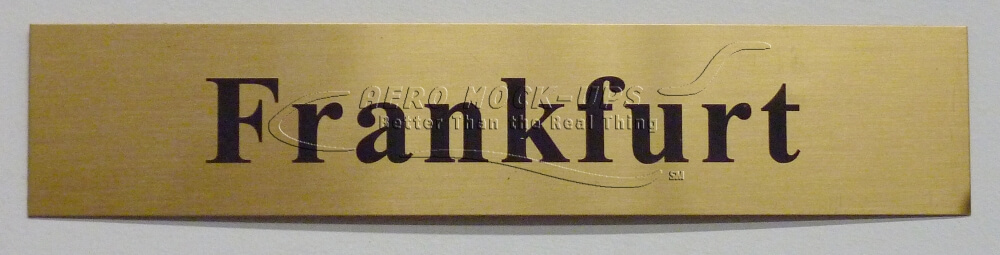 Frankfurt
AERO MOCK-UPS
Better Than the Real Thing
SM